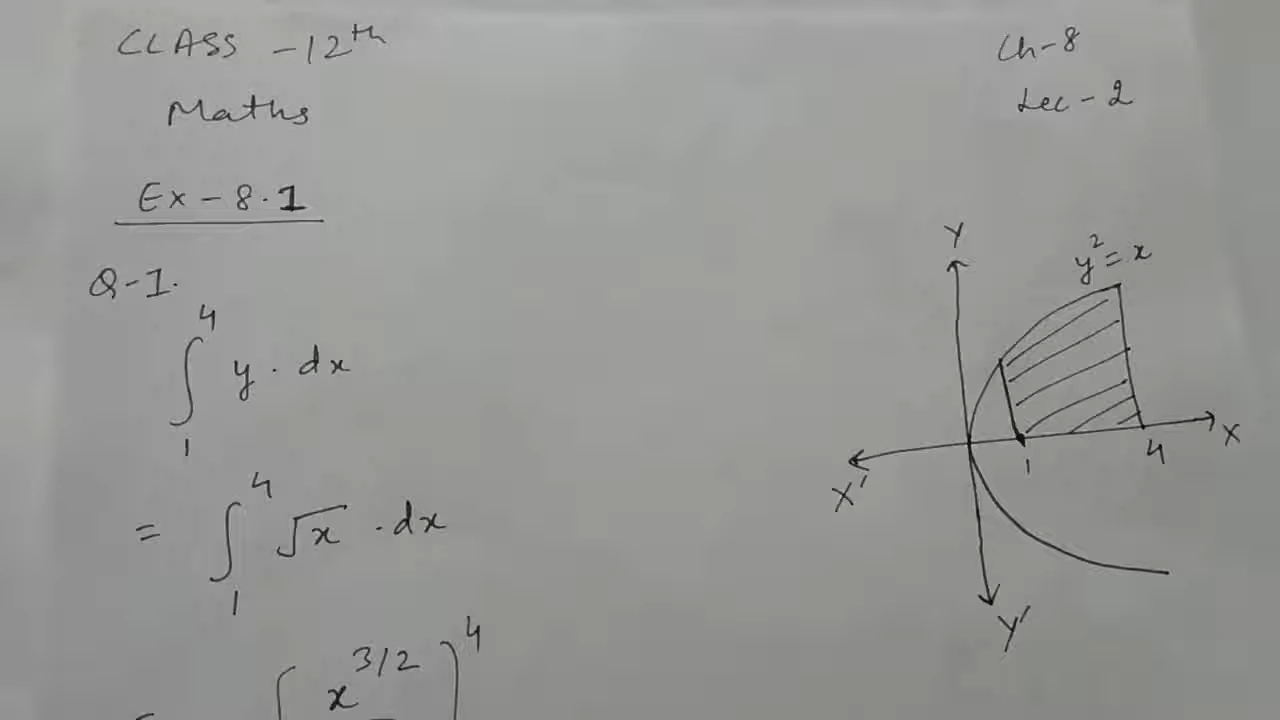 CLASS - 12th
Ch-8
Maths
Lec - 2
Ex - 8.1
Q-1.
∫₁⁴ y · dx
= ∫₁⁴ √x · dx
[x^3/2]^4
Y
y² = x
X
1
4
X'
Y'